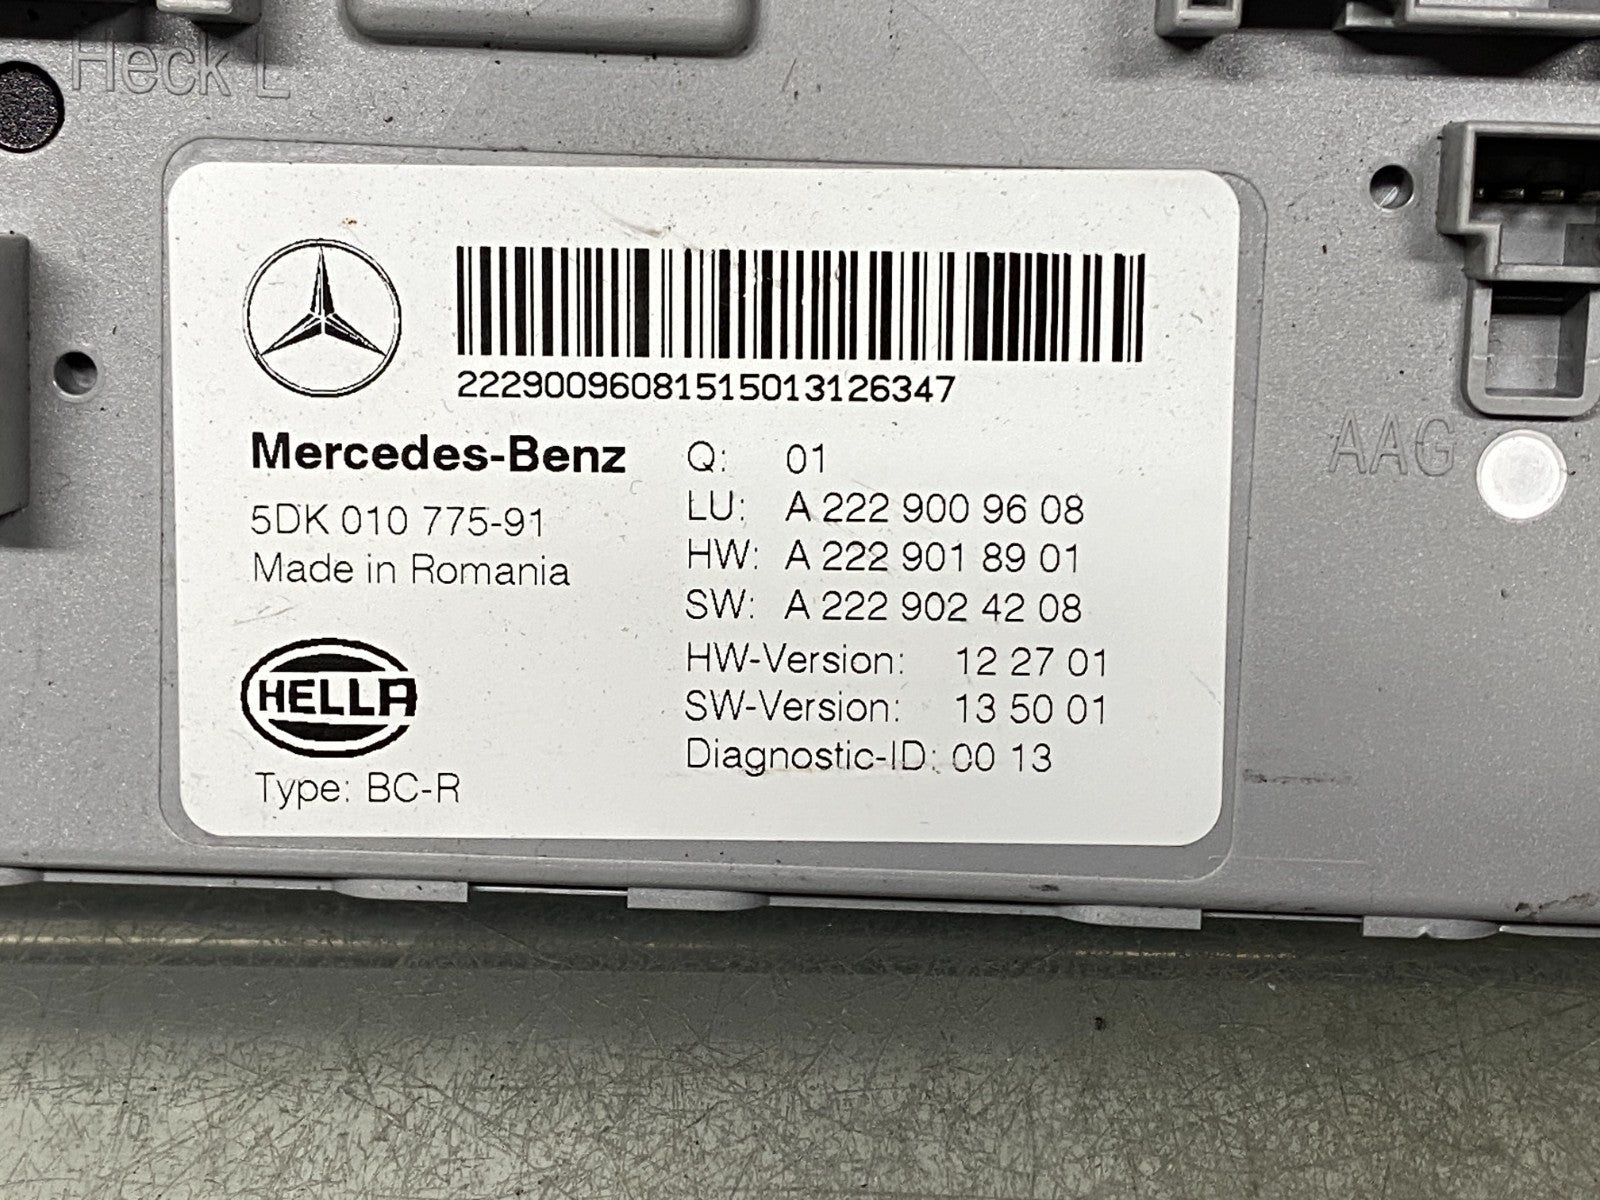 Heck L
22290096081515013126347
Mercedes-Benz
5DK 010 775-91
Made in Romania
HELLA
Type: BC-R
Q: 01
LU: A 222 900 96 08
HW: A 222 901 89 01
SW: A 222 902 42 08
HW-Version: 12 27 01
SW-Version: 13 50 01
Diagnostic-ID: 00 13
AAG